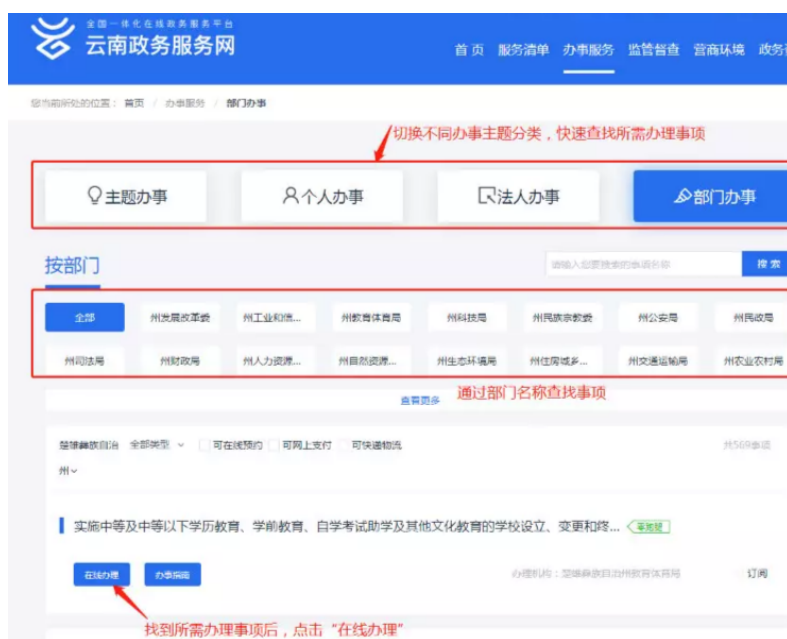 全国一体化在线政务服务平台
云南政务服务网
首页 服务清单 办事服务 监管督查 营商环境 政务
您当前所处的位置: 首页 / 办事服务 / 部门办事
切换不同办事主题分类，快速查找所需办理事项
主题办事 个人办事 法人办事 部门办事
按部门 请输入您要搜索的事项名称 搜索
全部 州发展改革委 州工业和信... 州教育体育局 州科技局 州民族宗教委 州公安局 州民政局
州司法局 州财政局 州人力资源... 州自然资源... 州生态环境局 州住房城乡... 州交通运输局 州农业农村局
查看更多 通过部门名称查找事项
楚雄彝族自治 全部类型 可在线预约 可网上支付 可快递物流 共569事项
州
实施中等及中等以下学历教育、学前教育、自学考试助学及其他文化教育的学校设立、变更和终...
在线办理 办事指南 办理机构：楚雄彝族自治州教育体育局 订阅
找到所需办理事项后，点击“在线办理”